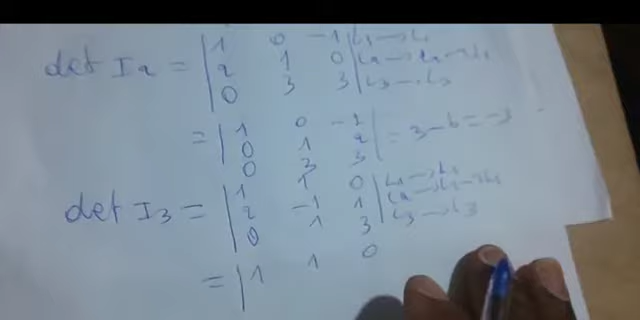 det I2 = | 1 0 -1 | L1 → L1
2 1 0 | L2 → L2 - 2L1
0 3 3 | L3 → L3
= | 1 0 -1
0 1 2 | = 3 - 6 = -3
0 3 3
det I3 = | 1 1 0 | L1 → L1
2 -1 1 | L2 → L2 - 2L1
0 1 3 | L3 → L3
= | 1 1 0